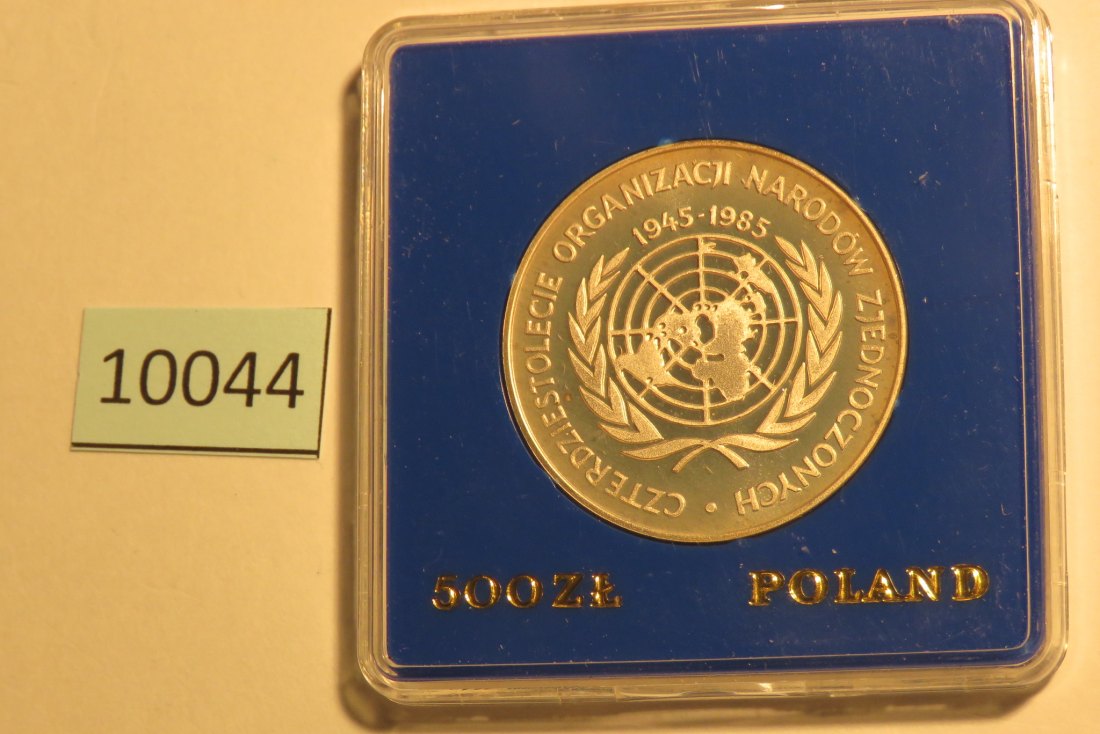 10044
CZTERDZIESTOLECIE ORGANIZACJI NARODÓW ZJEDNOCZONYCH •
1945-1985
500 ZŁ POLAND